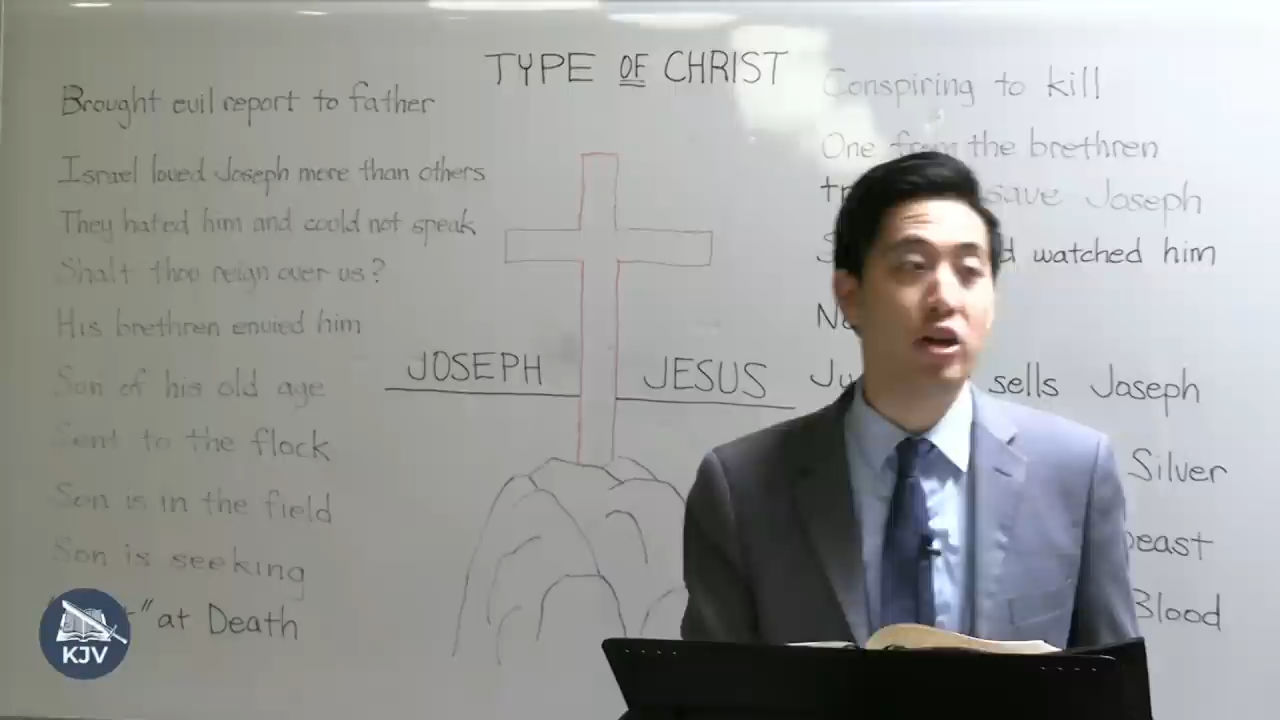 TYPE OF CHRIST
Brought evil report to father
Israel loved Joseph more than others
They hated him and could not speak
Shalt thou reign over us?
His brethren envied him
Son of his old age
Sent to the flock
Son is in the field
Son is seeking
" at Death
JOSEPH
JESUS
Conspiring to kill
One from the brethren
save Joseph
watched him
sells Joseph
Silver
beast
Blood
KJV